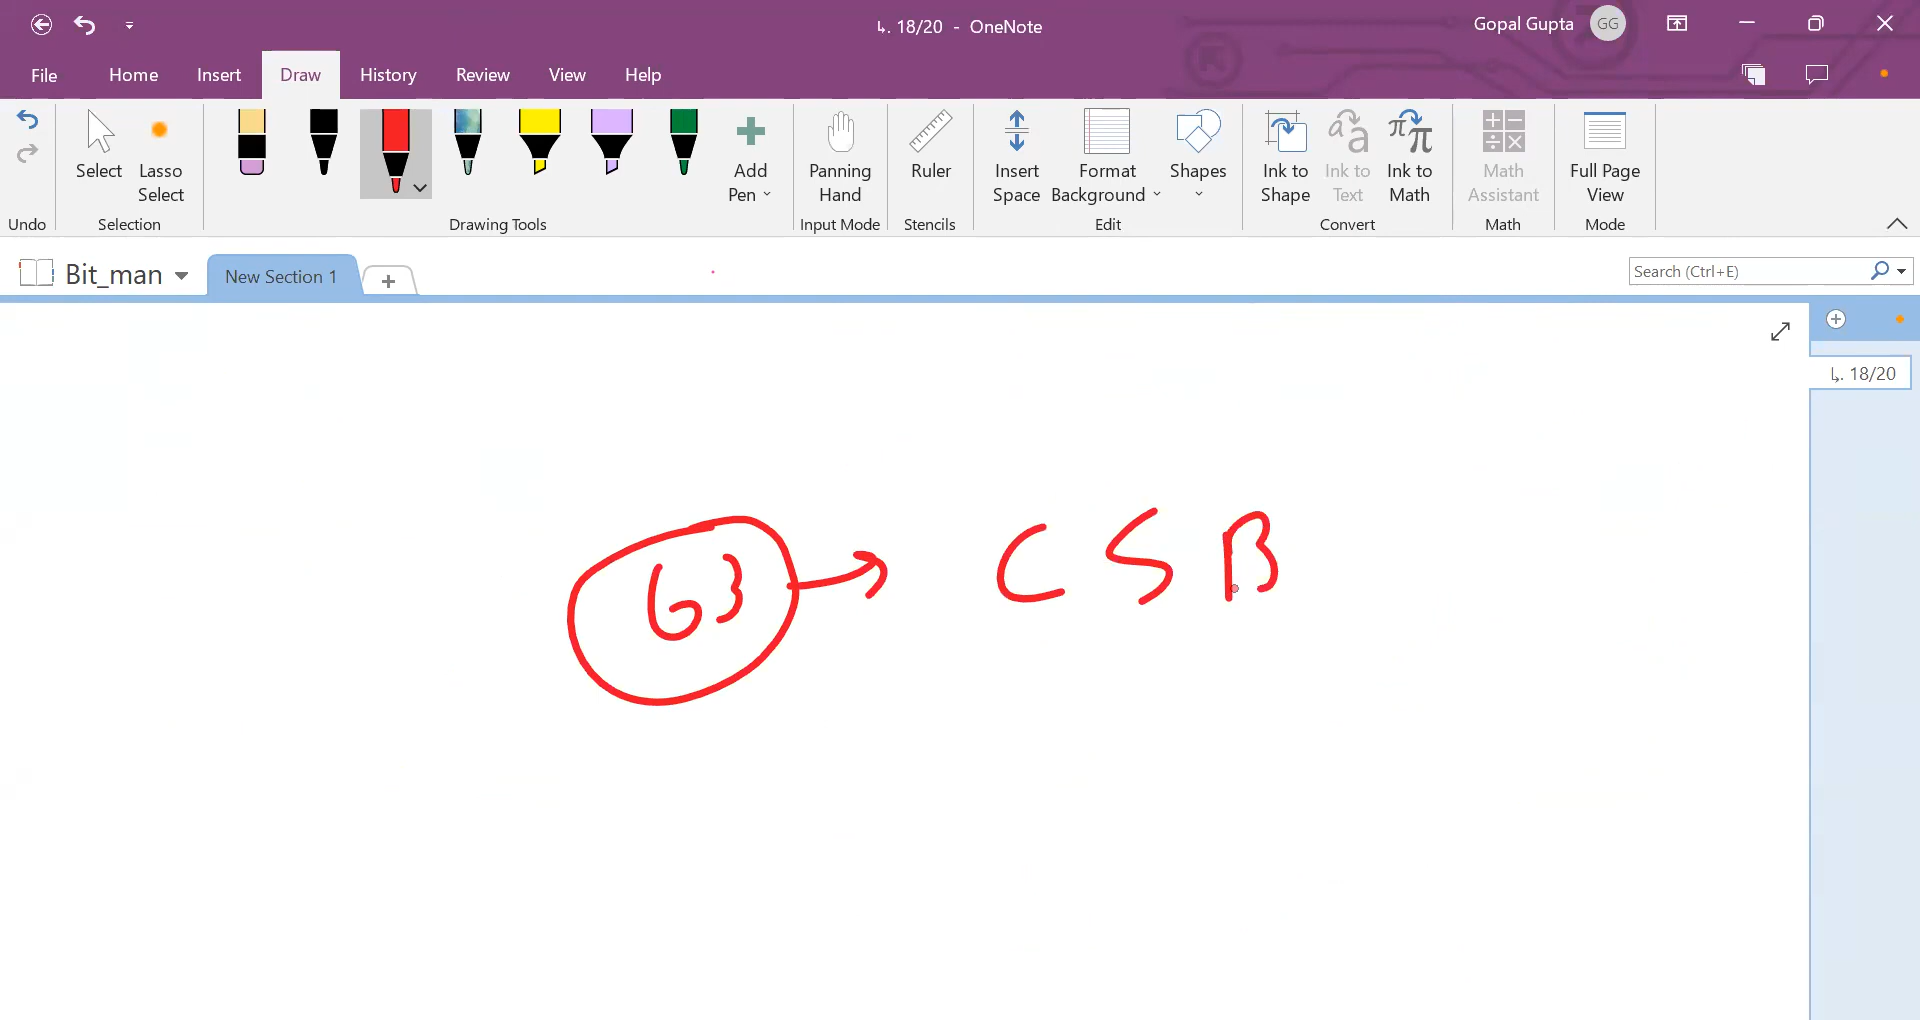 ↳. 18/20 - OneNote
Gopal Gupta GG
File Home Insert Draw History Review View Help
Select
Lasso Select
Add Pen
Panning Hand
Ruler
Insert Space
Format Background
Shapes
Ink to Shape
Ink to Text
Ink to Math
Math Assistant
Full Page View
Undo Selection Drawing Tools Input Mode Stencils Edit Convert Math Mode
Bit_man New Section 1 Search (Ctrl+E)
↳. 18/20
63 → CSB